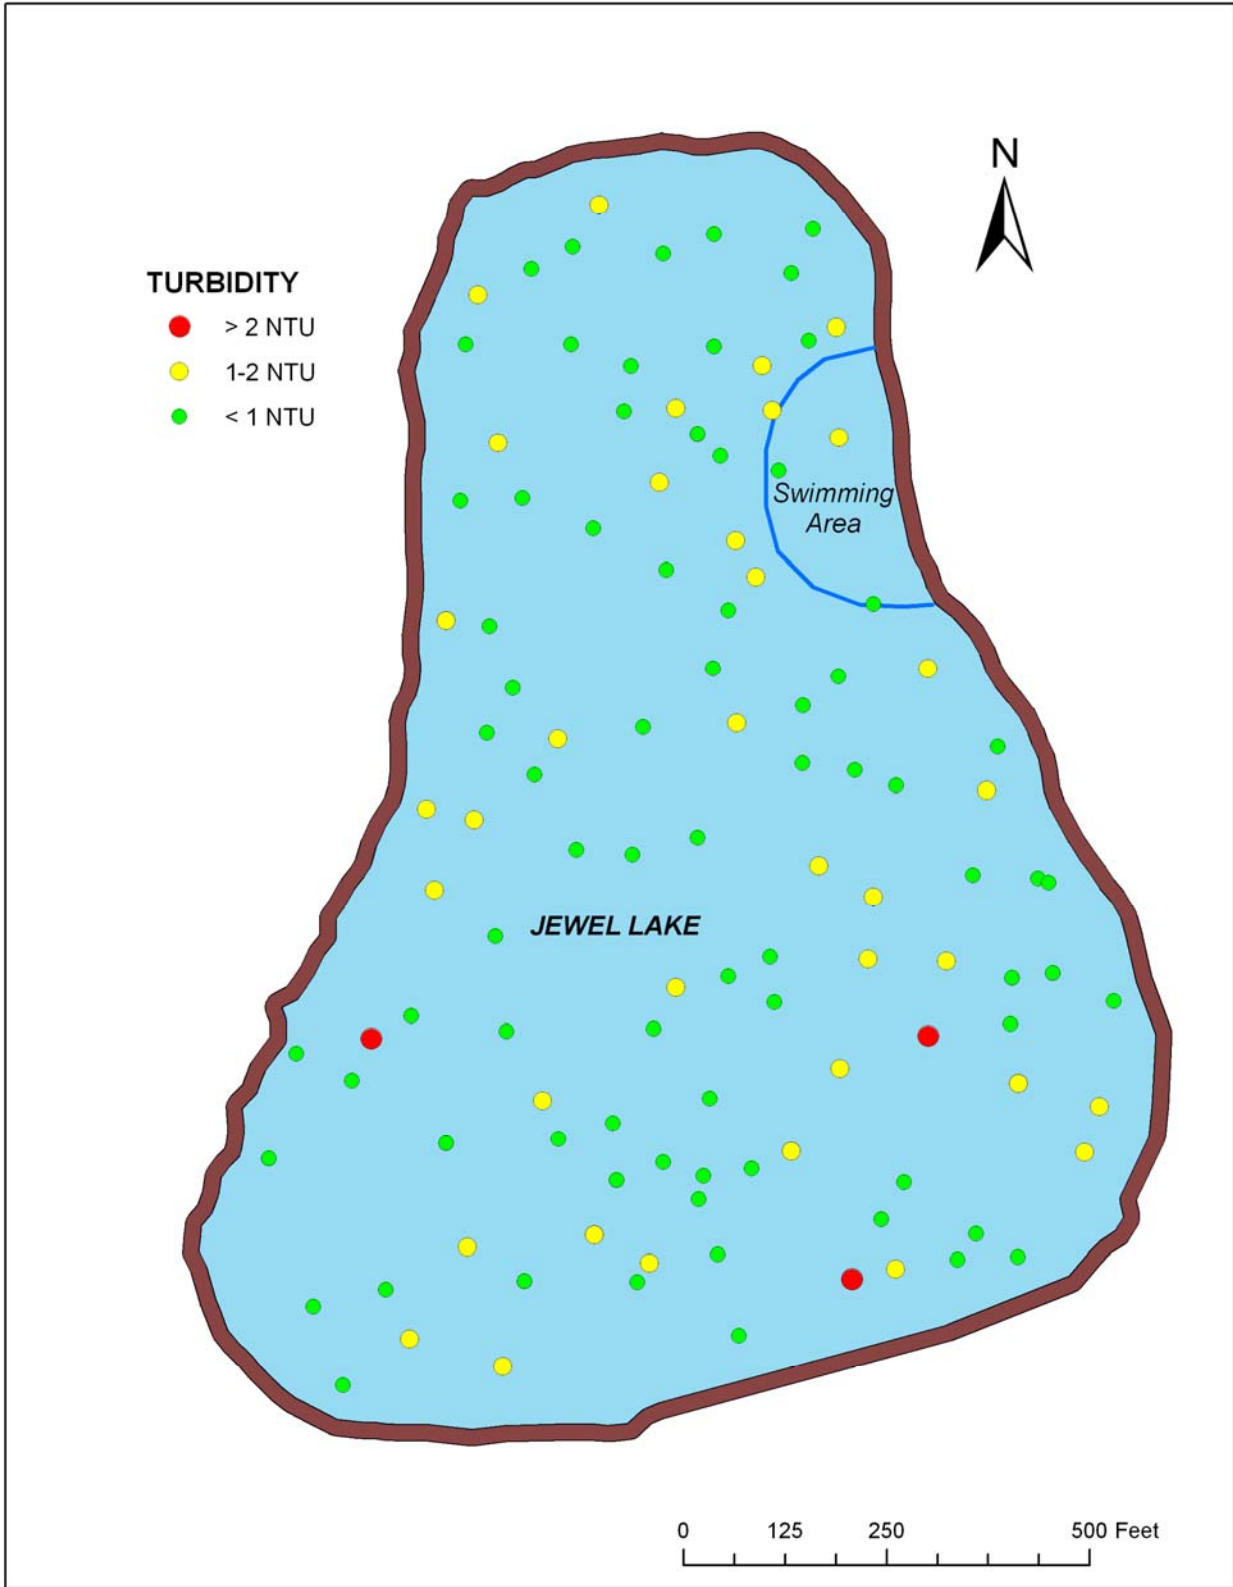 N
TURBIDITY
> 2 NTU
1-2 NTU
< 1 NTU
Swimming
Area
JEWEL LAKE
0 125 250 500 Feet